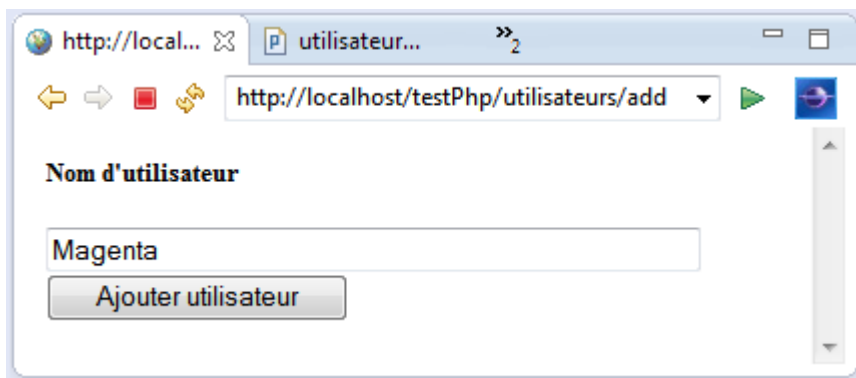 http://local... utilisateur... »2
http://localhost/testPhp/utilisateurs/add
Nom d'utilisateur
Magenta
Ajouter utilisateur